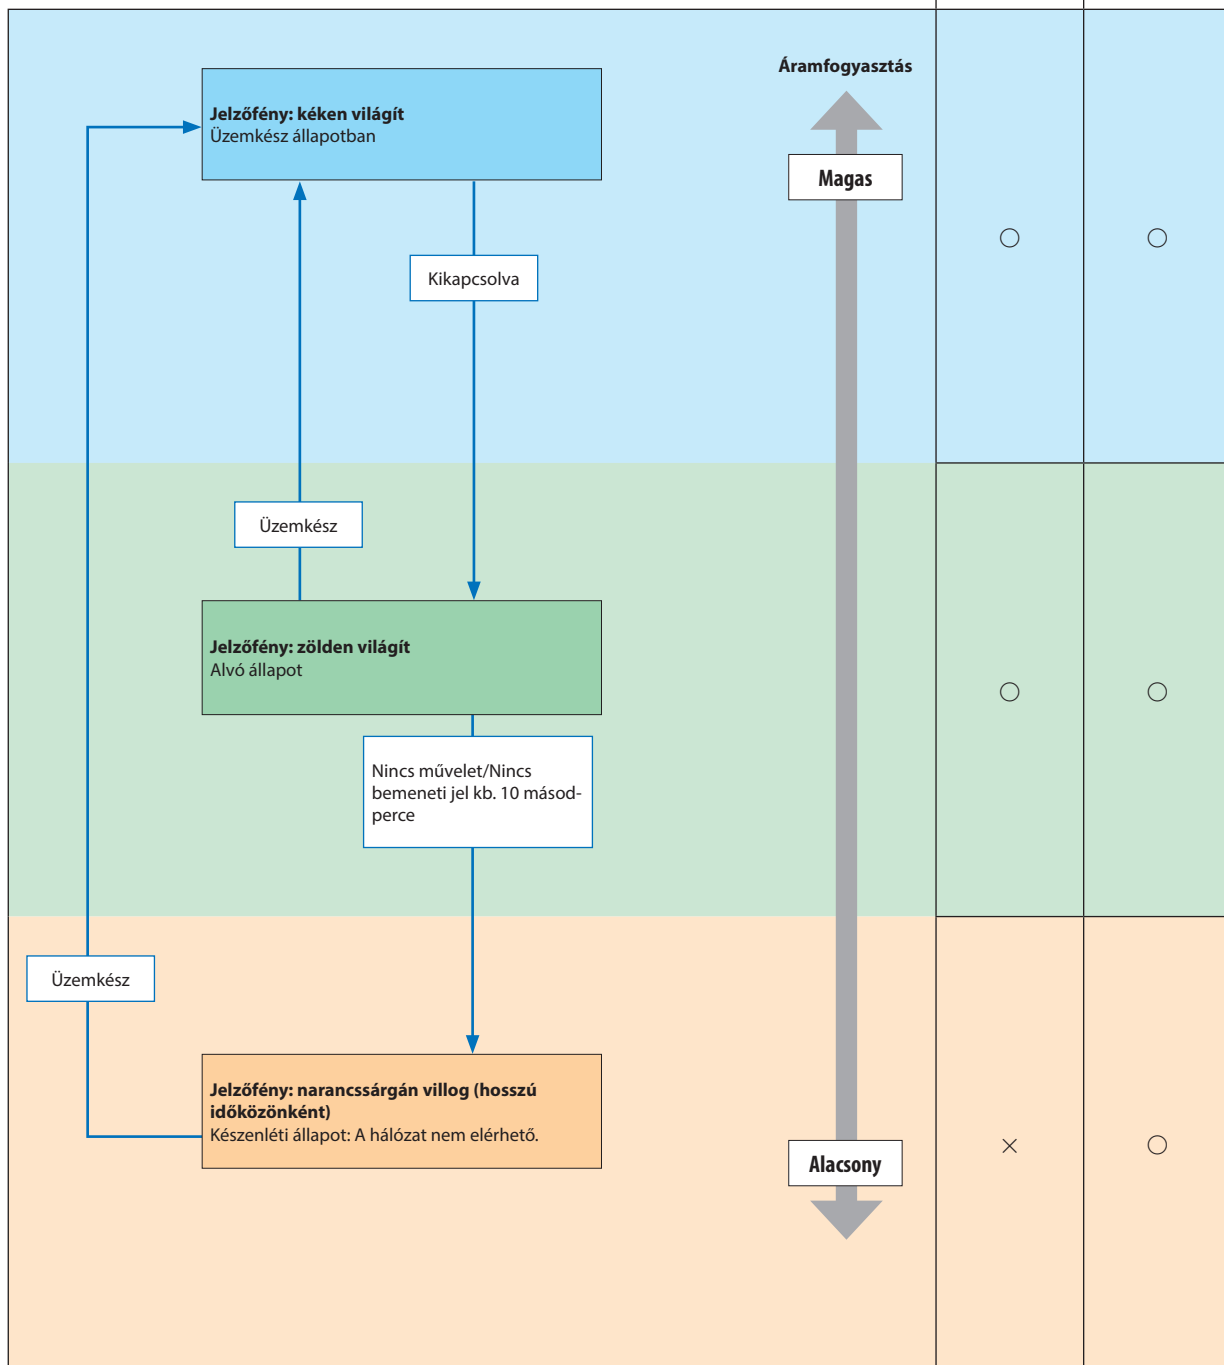 Áramfogyasztás
Jelzőfény: kéken világít
Üzemkész állapotban
Magas
○ ○
Kikapcsolva
Üzemkész
Jelzőfény: zölden világít
Alvó állapot
○ ○
Nincs művelet/Nincs
bemeneti jel kb. 10 másod-
perce
Üzemkész
Jelzőfény: narancssárgán villog (hosszú
időközönként)
Készenléti állapot: A hálózat nem elérhető.
Alacsony
× ○